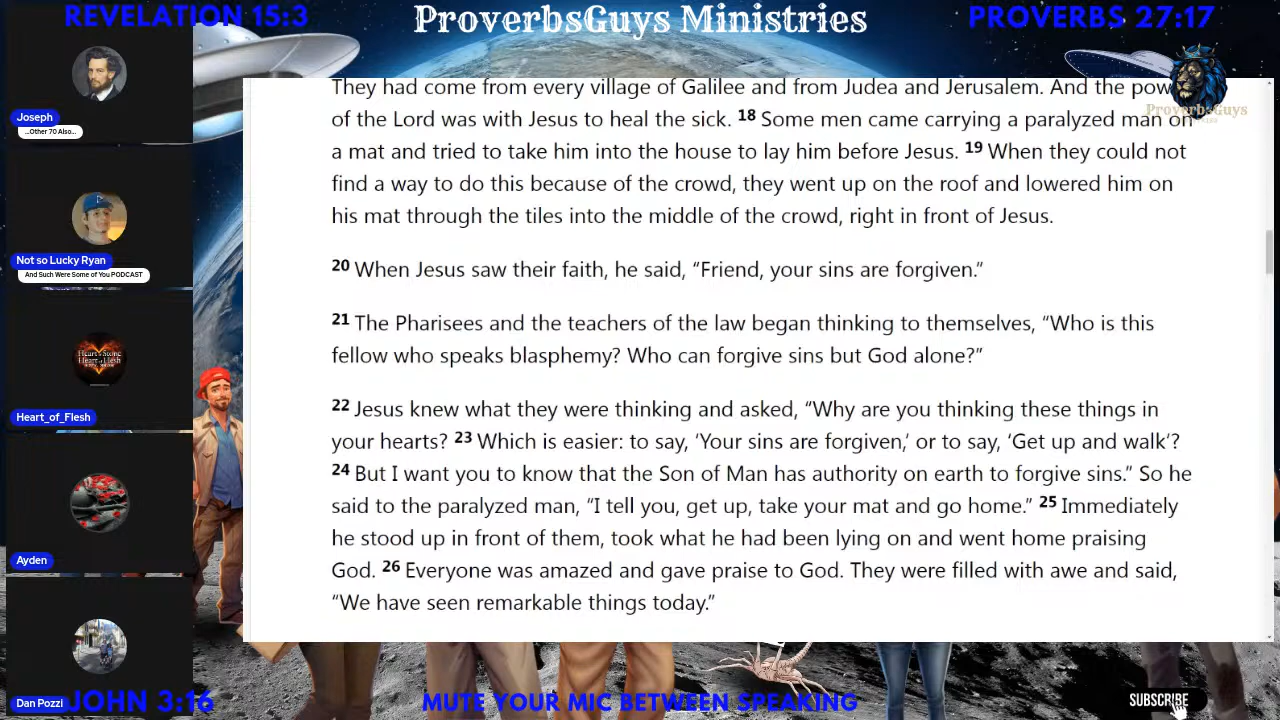 REVELATION 15:3
ProverbsGuys Ministries
PROVERBS 27:17
Joseph
...Other 70 Also...
Not so Lucky Ryan
And Such Were Some of You PODCAST
Heart_of_Flesh
Ayden
Dan Pozzi
They had come from every village of Galilee and from Judea and Jerusalem. And the pow
of the Lord was with Jesus to heal the sick. 18 Some men came carrying a paralyzed man on
a mat and tried to take him into the house to lay him before Jesus. 19 When they could not
find a way to do this because of the crowd, they went up on the roof and lowered him on
his mat through the tiles into the middle of the crowd, right in front of Jesus.
20 When Jesus saw their faith, he said, “Friend, your sins are forgiven.”
21 The Pharisees and the teachers of the law began thinking to themselves, “Who is this
fellow who speaks blasphemy? Who can forgive sins but God alone?”
22 Jesus knew what they were thinking and asked, “Why are you thinking these things in
your hearts? 23 Which is easier: to say, ‘Your sins are forgiven,’ or to say, ‘Get up and walk’?
24 But I want you to know that the Son of Man has authority on earth to forgive sins.” So he
said to the paralyzed man, “I tell you, get up, take your mat and go home.” 25 Immediately
he stood up in front of them, took what he had been lying on and went home praising
God. 26 Everyone was amazed and gave praise to God. They were filled with awe and said,
“We have seen remarkable things today.”
ProverbsGuys
JOHN 3:16
MUTE YOUR MIC BETWEEN SPEAKING
SUBSCRIBE